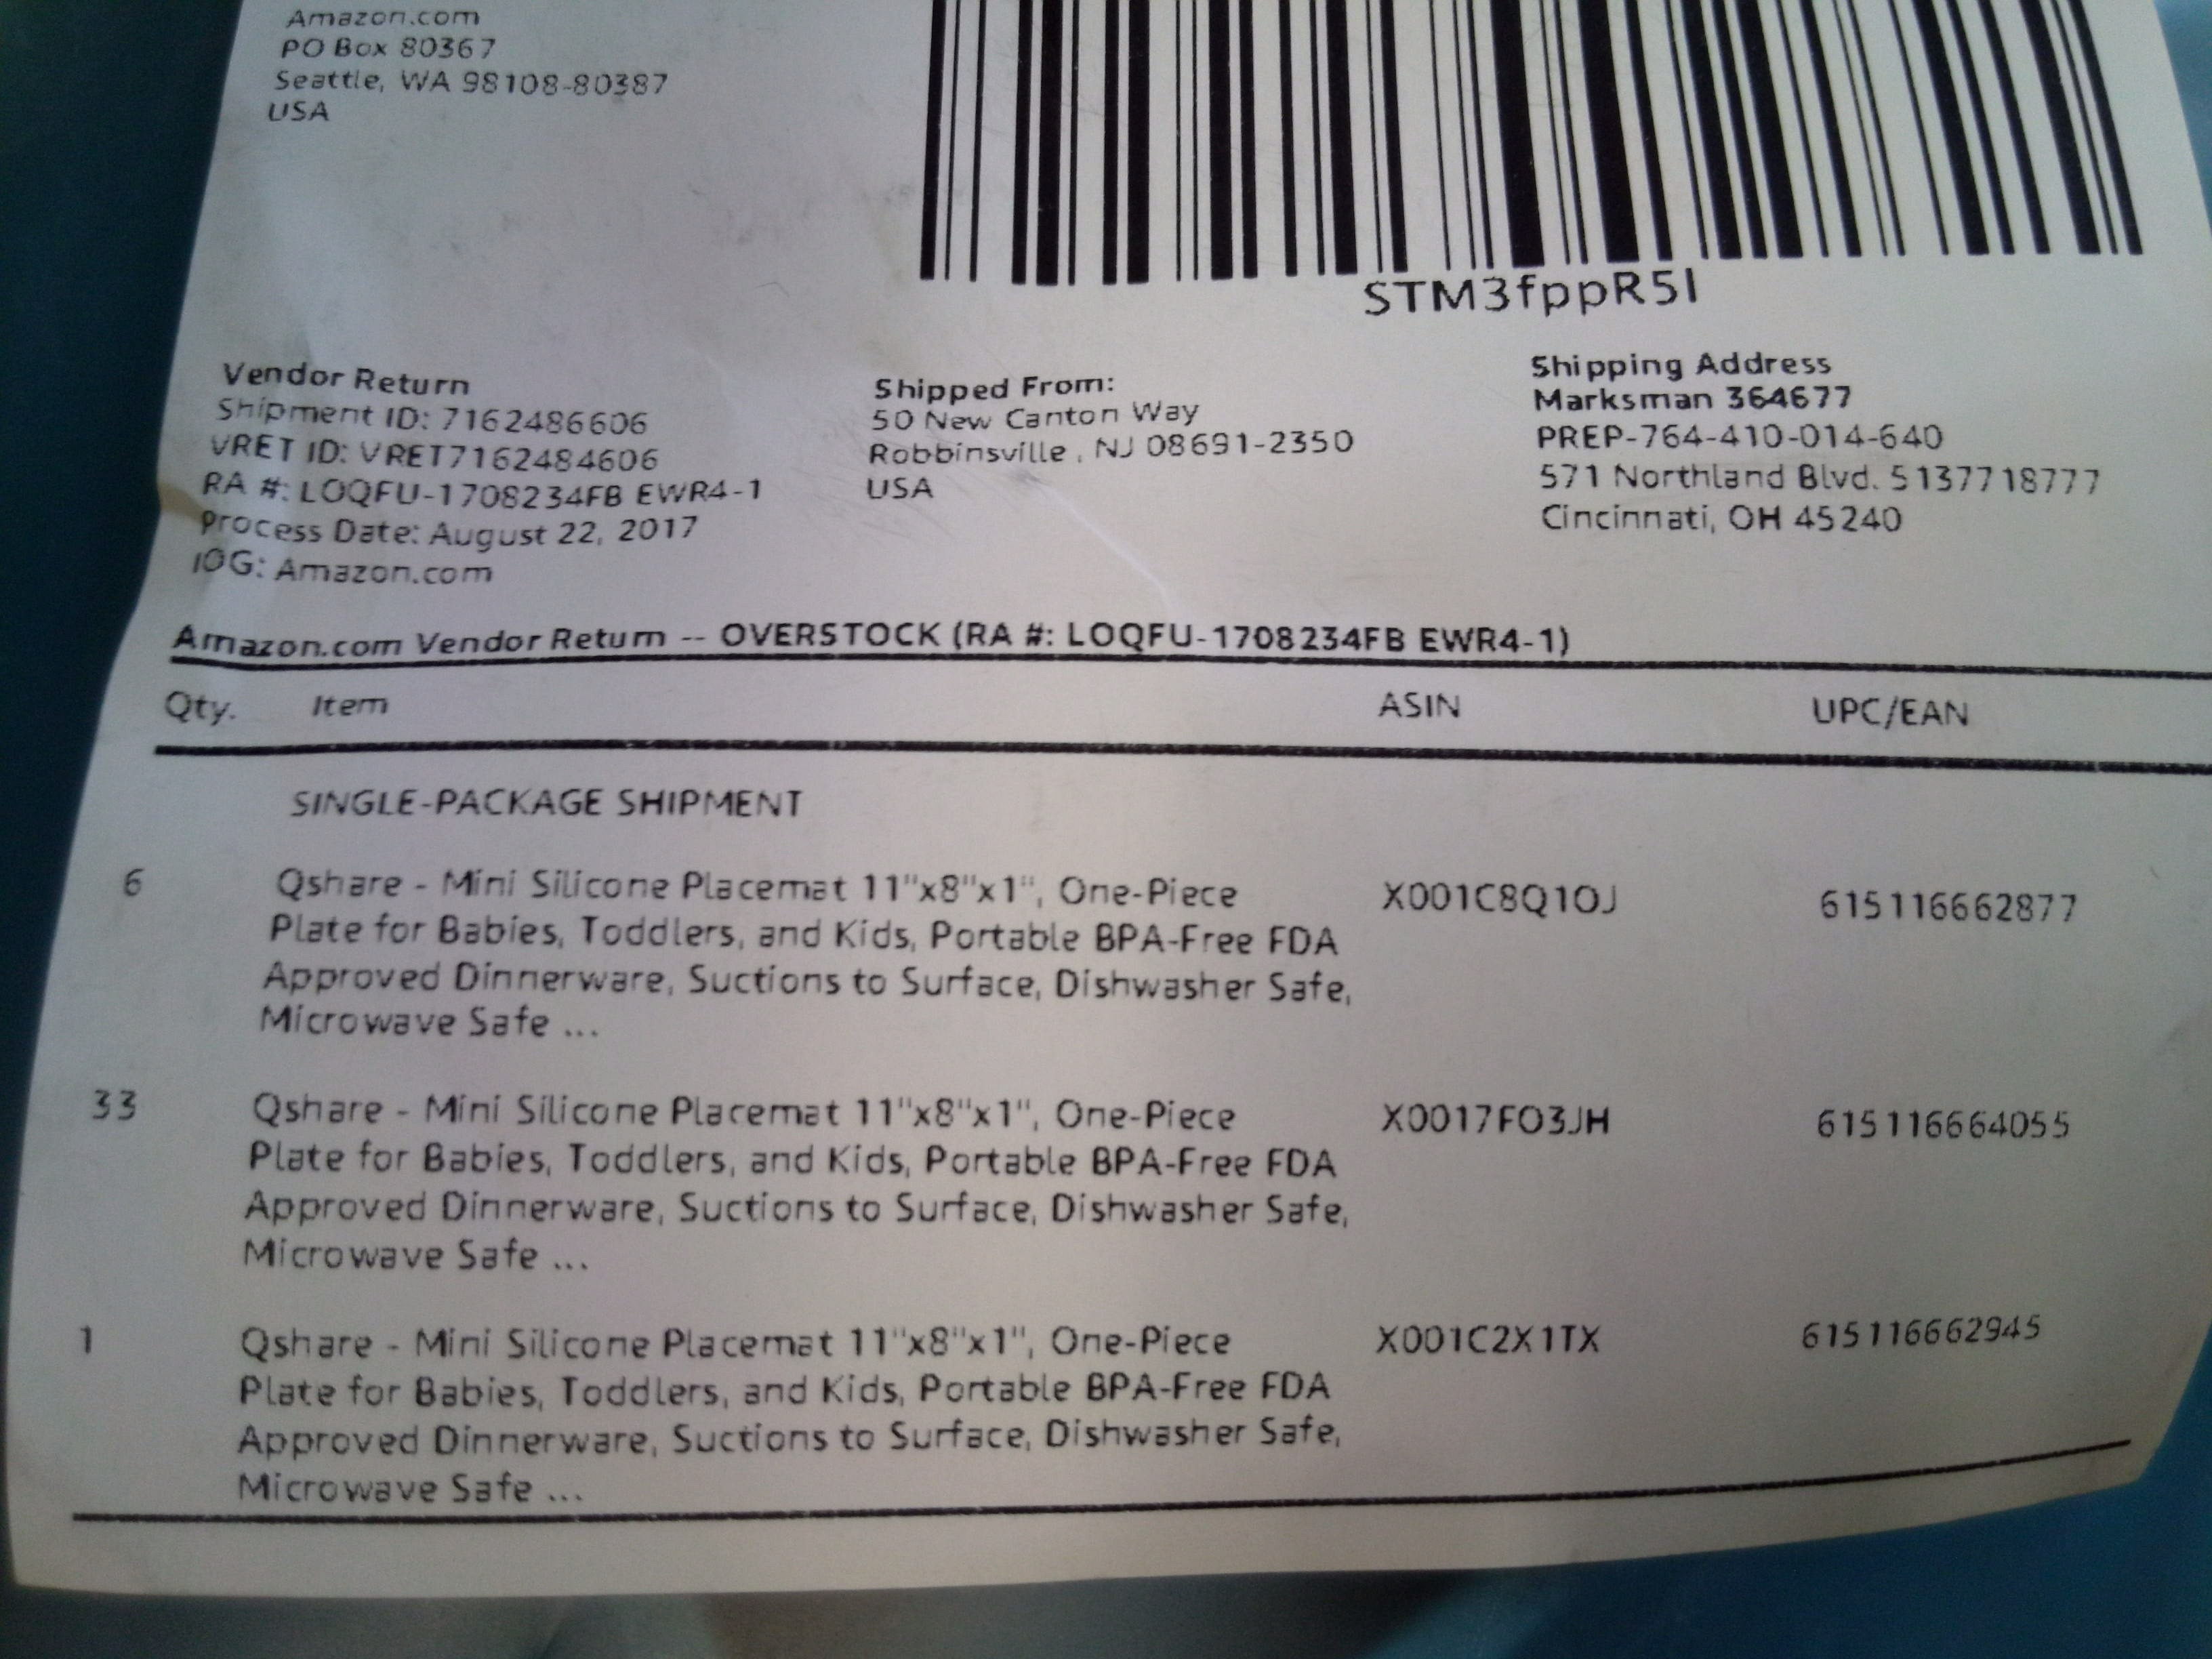 Amazon.com
PO Box 80367
Seattle, WA 98108-80387
USA
STM3fppR5I
Vendor Return
Shipment ID: 7162486606
VRET ID: VRET7162484606
RA #: LOQFU-1708234FB EWR4-1
Process Date: August 22, 2017
IOG: Amazon.com
Shipped From:
50 New Canton Way
Robbinsville , NJ 08691-2350
USA
Shipping Address
Marksman 364677
PREP-764-410-014-640
571 Northland Blvd. 5137718777
Cincinnati, OH 45240
Amazon.com Vendor Return -- OVERSTOCK (RA #: LOQFU-1708234FB EWR4-1)
Qty. Item ASIN UPC/EAN
SINGLE-PACKAGE SHIPMENT
6 Qshare - Mini Silicone Placemat 11"x8"x1", One-Piece X001C8Q1OJ 615116662877
Plate for Babies, Toddlers, and Kids, Portable BPA-Free FDA
Approved Dinnerware, Suctions to Surface, Dishwasher Safe,
Microwave Safe ...
33 Qshare - Mini Silicone Placemat 11"x8"x1", One-Piece X0017FO3JH 615116664055
Plate for Babies, Toddlers, and Kids, Portable BPA-Free FDA
Approved Dinnerware, Suctions to Surface, Dishwasher Safe,
Microwave Safe ...
1 Qshare - Mini Silicone Placemat 11"x8"x1", One-Piece X001C2X1TX 615116662945
Plate for Babies, Toddlers, and Kids, Portable BPA-Free FDA
Approved Dinnerware, Suctions to Surface, Dishwasher Safe,
Microwave Safe ...